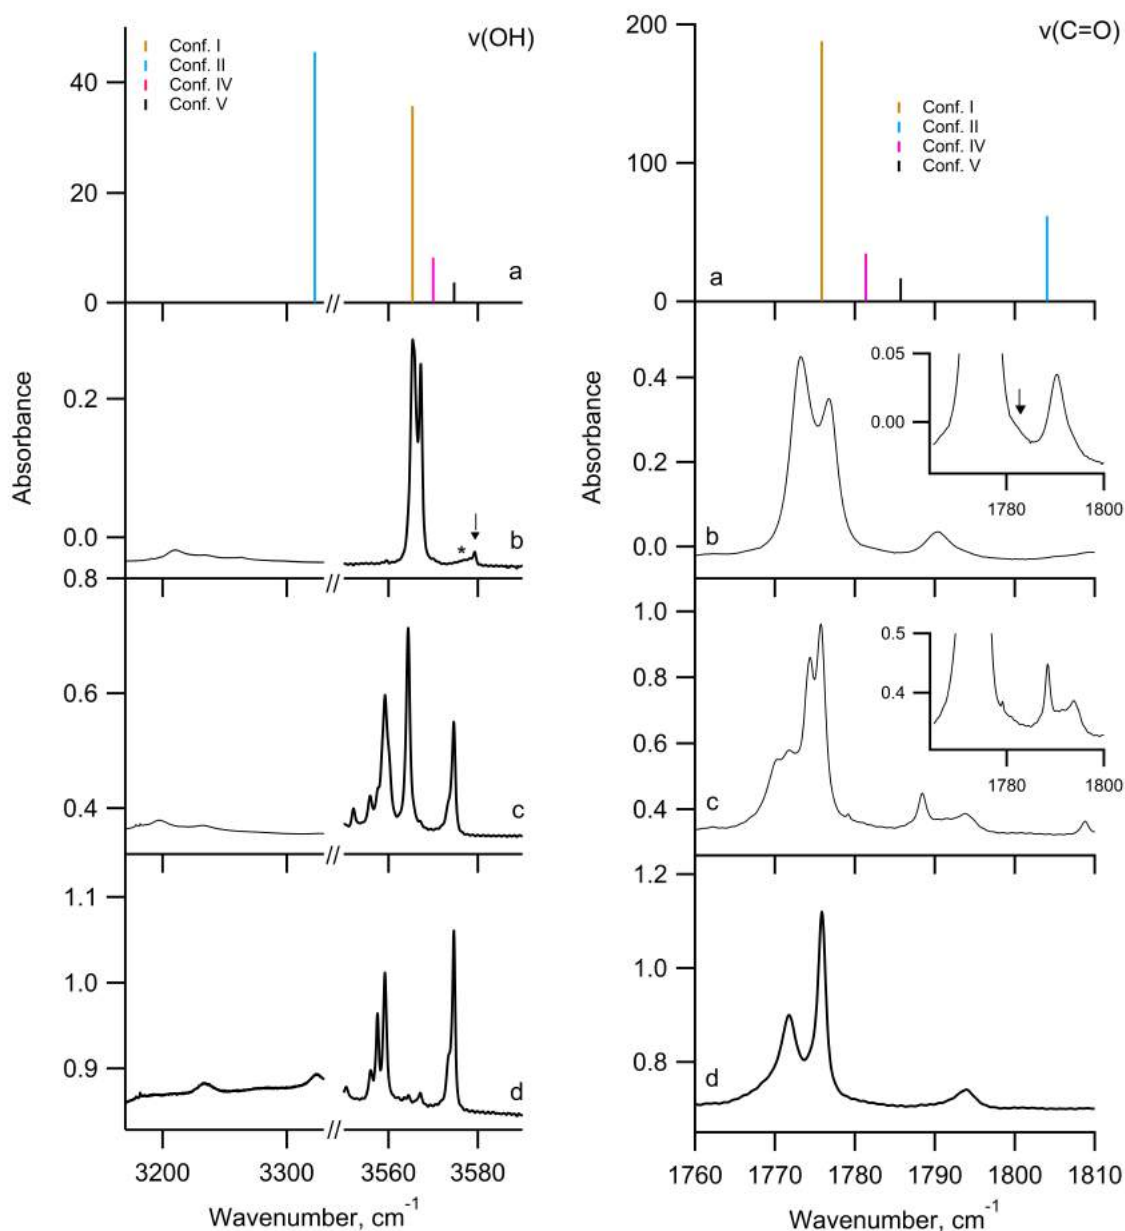 ν(OH)
Conf. I
Conf. II
Conf. IV
Conf. V
40
20
0
a
Absorbance
0.2
0.0
*
b
//
0.8
0.6
0.4
c
//
1.1
1.0
0.9
d
//
3200 3300 3560 3580
Wavenumber, cm-1
ν(C=O)
200
100
0
Conf. I
Conf. II
Conf. IV
Conf. V
a
Absorbance
0.4
0.2
0.0
b
0.05
0.00
1780 1800
1.0
0.8
0.6
0.4
c
0.5
0.4
1780 1800
1.2
1.0
0.8
d
1760 1770 1780 1790 1800 1810
Wavenumber, cm-1